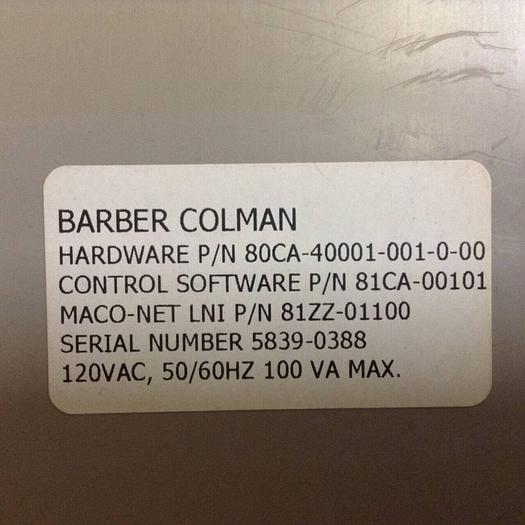 BARBER COLMAN
HARDWARE P/N 80CA-40001-001-0-00
CONTROL SOFTWARE P/N 81CA-00101
MACO-NET LNI P/N 81ZZ-01100
SERIAL NUMBER 5839-0388
120VAC, 50/60HZ 100 VA MAX.